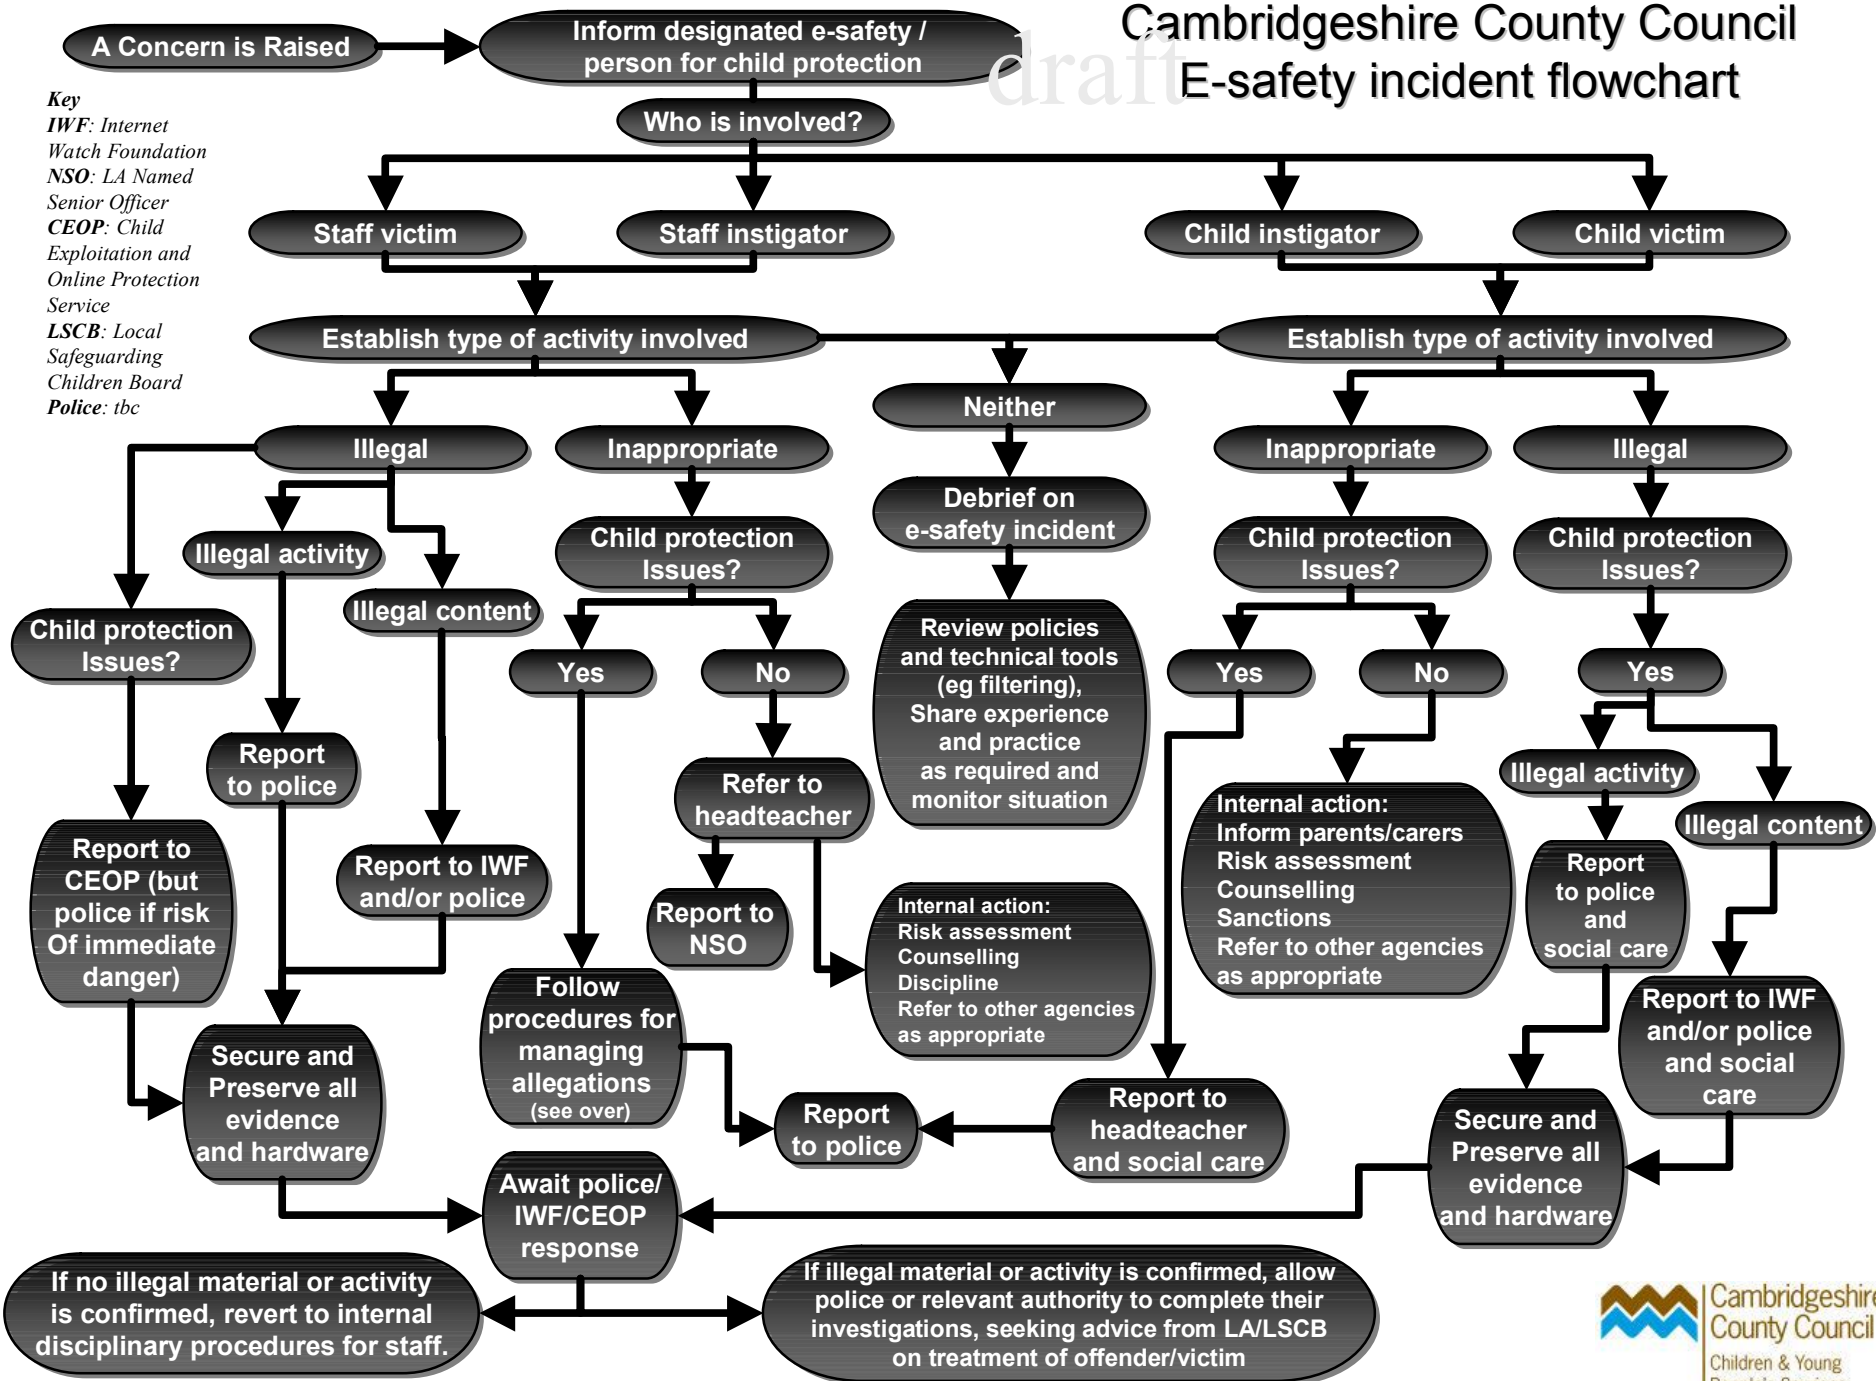 Cambridgeshire County Council
E-safety incident flowchart
draft
A Concern is Raised
Inform designated e-safety /
person for child protection
Who is involved?
Key
IWF: Internet
Watch Foundation
NSO: LA Named
Senior Officer
CEOP: Child
Exploitation and
Online Protection
Service
LSCB: Local
Safeguarding
Children Board
Police: tbc
Staff victim
Staff instigator
Child instigator
Child victim
Establish type of activity involved
Establish type of activity involved
Neither
Illegal
Inappropriate
Inappropriate
Illegal
Debrief on
e-safety incident
Illegal activity
Illegal content
Child protection
Issues?
Child protection
Issues?
Child protection
Issues?
Child protection
Issues?
Yes
No
Review policies
and technical tools
(eg filtering),
Share experience
and practice
as required and
monitor situation
Yes
No
Yes
Report
to police
Refer to
headteacher
Illegal activity
Illegal content
Report to
CEOP (but
police if risk
Of immediate
danger)
Report to IWF
and/or police
Report to
NSO
Internal action:
Risk assessment
Counselling
Discipline
Refer to other agencies
as appropriate
Internal action:
Inform parents/carers
Risk assessment
Counselling
Sanctions
Refer to other agencies
as appropriate
Report
to police
and
social care
Report to IWF
and/or police
and social
care
Follow
procedures for
managing
allegations
(see over)
Secure and
Preserve all
evidence
and hardware
Report
to police
Report to
headteacher
and social care
Secure and
Preserve all
evidence
and hardware
Await police/
IWF/CEOP
response
If no illegal material or activity
is confirmed, revert to internal
disciplinary procedures for staff.
If illegal material or activity is confirmed, allow
police or relevant authority to complete their
investigations, seeking advice from LA/LSCB
on treatment of offender/victim
Cambridgeshire
County Council
Children & Young